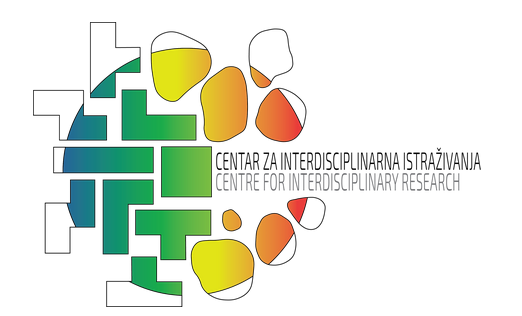 CENTAR ZA INTERDISCIPLINARNA ISTRAŽIVANJA
CENTRE FOR INTERDISCIPLINARY RESEARCH